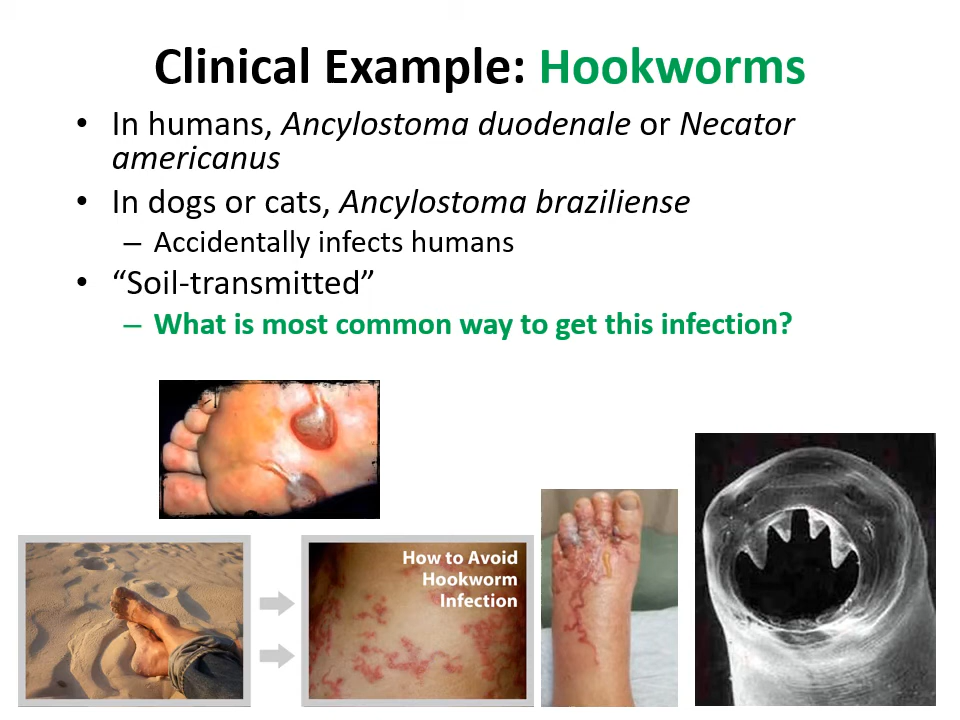 Clinical Example: Hookworms
• In humans, Ancylostoma duodenale or Necator
americanus
• In dogs or cats, Ancylostoma braziliense
– Accidentally infects humans
• “Soil-transmitted”
– What is most common way to get this infection?
How to Avoid
Hookworm
Infection